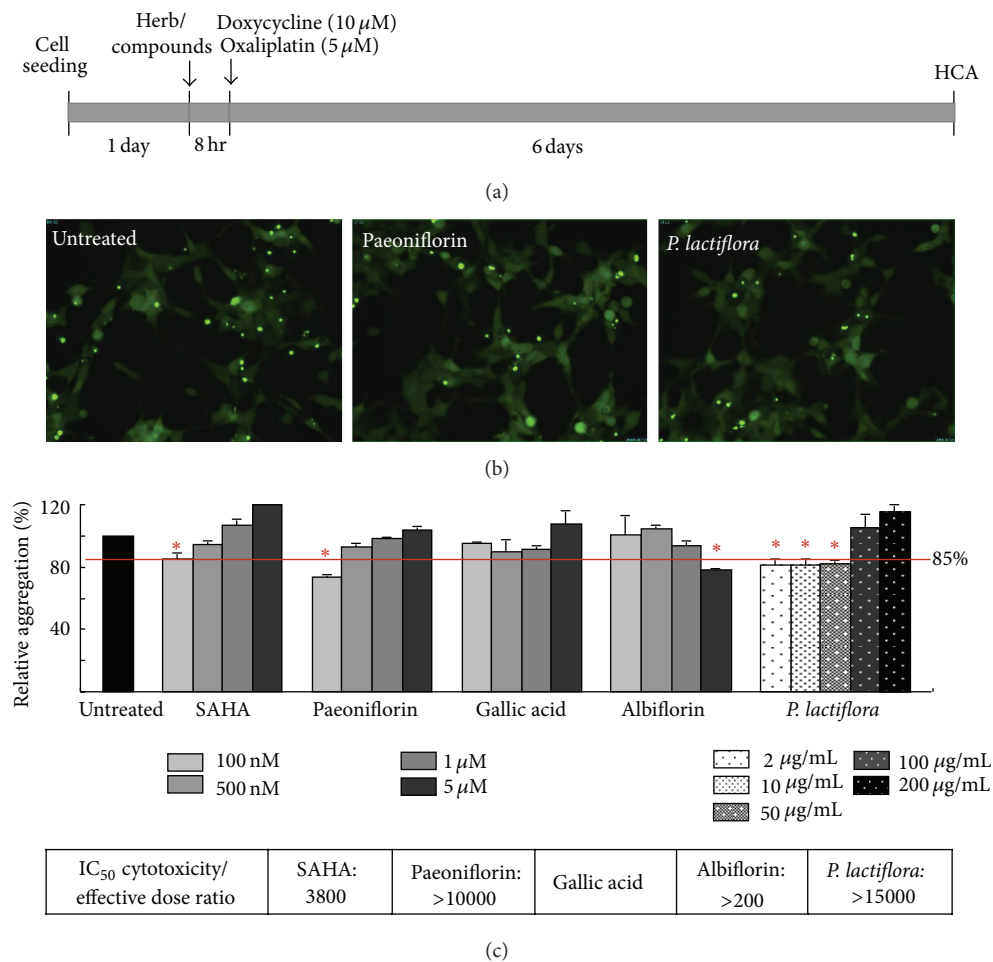 Cell
seeding
Herb/
compounds
Doxycycline (10 μM)
Oxaliplatin (5 μM)
HCA
1 day
8 hr
6 days
(a)
Untreated
Paeoniflorin
P. lactiflora
(b)
Relative aggregation (%)
120
80
40
*
*
*
*
*
*
85%
Untreated
SAHA
Paeoniflorin
Gallic acid
Albiflorin
P. lactiflora
100 nM
500 nM
1 μM
5 μM
2 μg/mL
10 μg/mL
50 μg/mL
100 μg/mL
200 μg/mL
IC50 cytotoxicity/
effective dose ratio
SAHA:
3800
Paeoniflorin:
>10000
Gallic acid
Albiflorin:
>200
P. lactiflora:
>15000
(c)